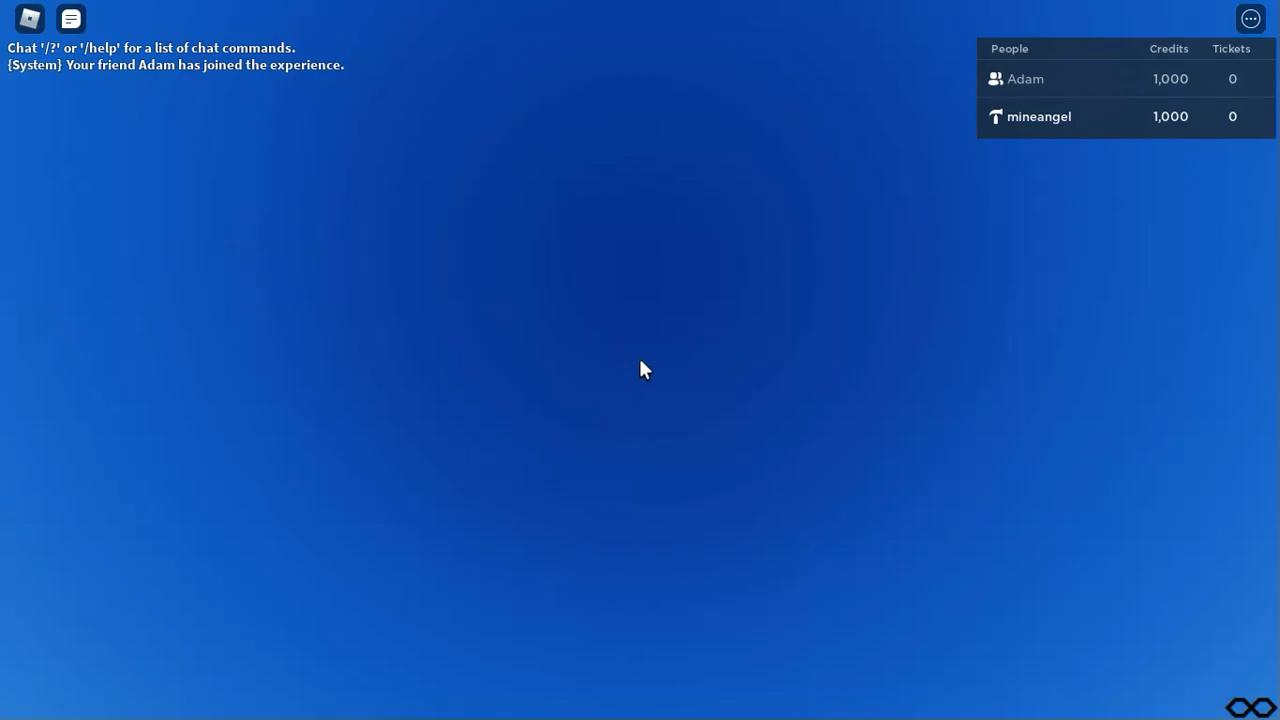 Chat '/?' or '/help' for a list of chat commands.
{System} Your friend Adam has joined the experience.
People Credits Tickets
Adam 1,000 0
mineangel 1,000 0